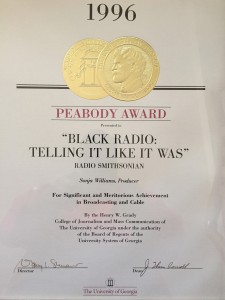 1996
PEABODY AWARD
Presented to
"BLACK RADIO:
TELLING IT LIKE IT WAS"
RADIO SMITHSONIAN
Sonja Williams, Producer
For Significant and Meritorious Achievement
in Broadcasting and Cable
By the Henry W. Grady
College of Journalism and Mass Communication of
The University of Georgia under the authority
of the Board of Regents of the
University System of Georgia
Director
Dean
The University of Georgia